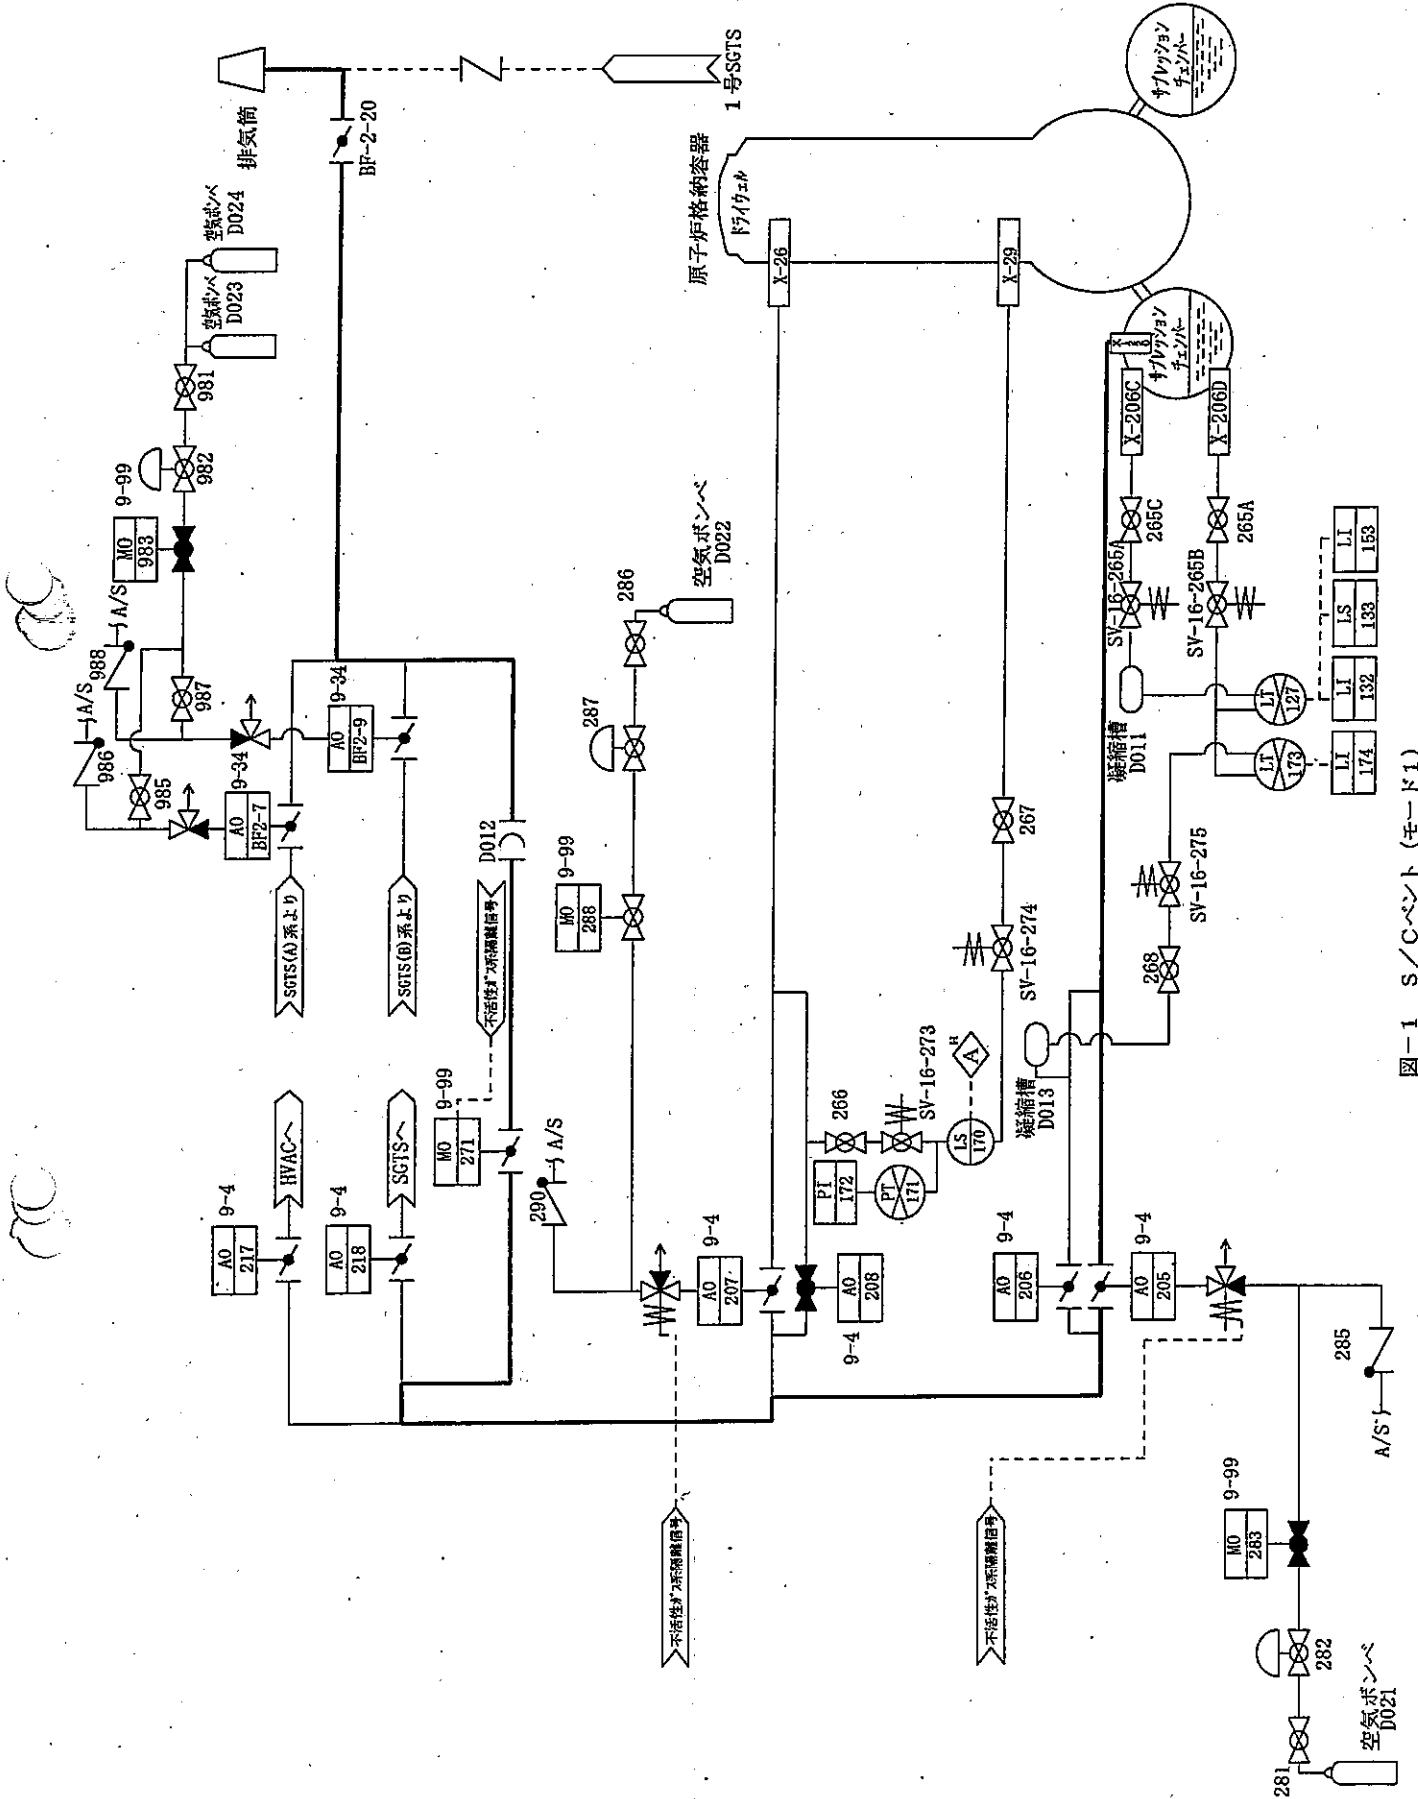 排気筒
1号SGTS
BF-2-20
空気ボンベ
D024
空気ボンベ
D023
981
982
9-99
MO
983
A/S
988
987
A/S
986
985
9-34
AO
BF2-9
9-34
AO
BF2-7
SGTS(A)系より
SGTS(B)系より
D012
不活性ガス系隔離信号
9-99
MO
271
HVACへ
9-4
AO
217
SGTSへ
9-4
AO
218
空気ボンベ
D022
286
287
9-99
MO
288
290
A/S
9-4
AO
207
AO
208
9-4
不活性ガス系隔離信号
原子炉格納容器
ドライウェル
X-26
X-29
267
SV-16-274
266
SV-16-273
PI
172
PT
171
LS
170
H
A
凝縮槽
D013
9-4
AO
206
9-4
AO
205
不活性ガス系隔離信号
サプレッション
チェンバー
サプレッション
チェンバー
X-206C
X-206D
265C
265A
SV-16-265A
SV-16-265B
凝縮槽
D011
LT
127
LT
173
LI
153
LS
133
LI
132
LI
174
SV-16-275
268
285
A/S
9-99
MO
283
282
281
空気ボンベ
D021
図-1 S/Cベント(モード1)